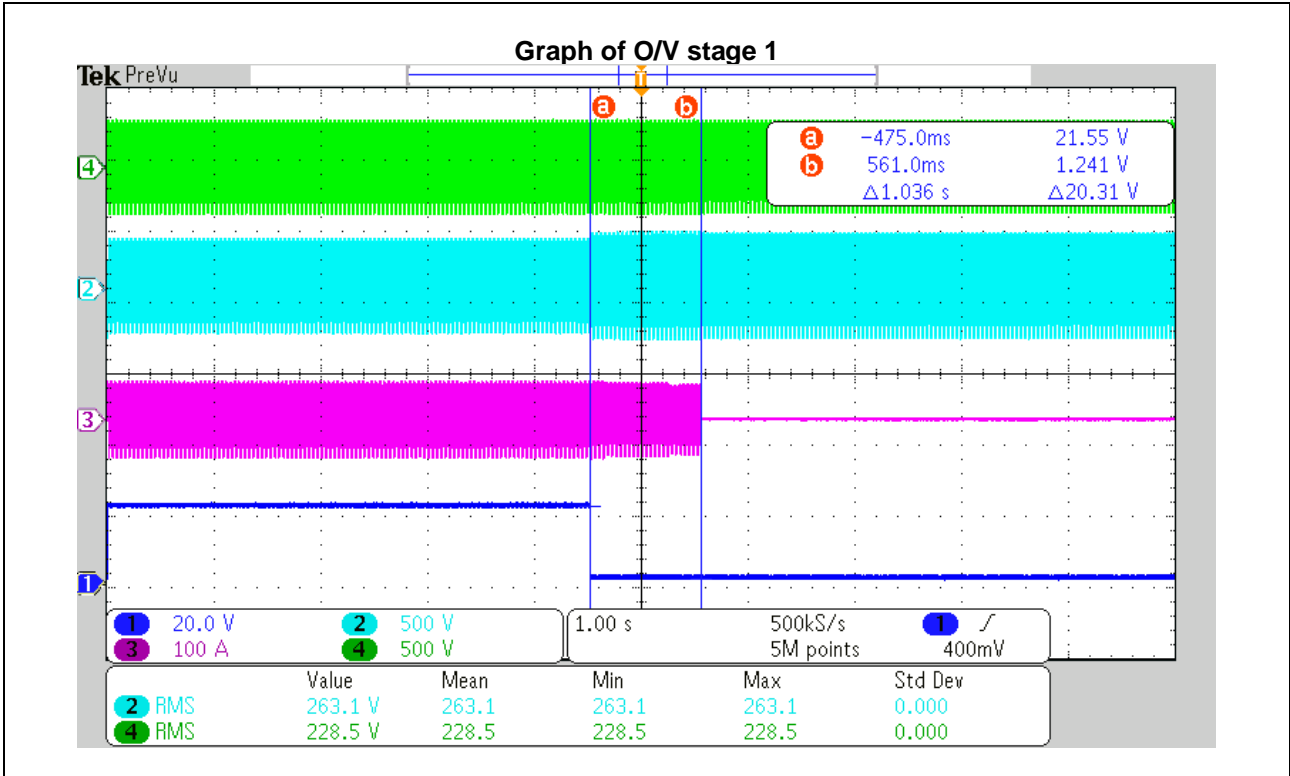 Graph of O/V stage 1
Tek PreVu
T
a b
a −475.0ms 21.55 V
b 561.0ms 1.241 V
△1.036 s △20.31 V
4
2
3
1
1 20.0 V 2 500 V 1.00 s 500kS/s 1
3 100 A 4 500 V 5M points 400mV
Value Mean Min Max Std Dev
2 RMS 263.1 V 263.1 263.1 263.1 0.000
4 RMS 228.5 V 228.5 228.5 228.5 0.000